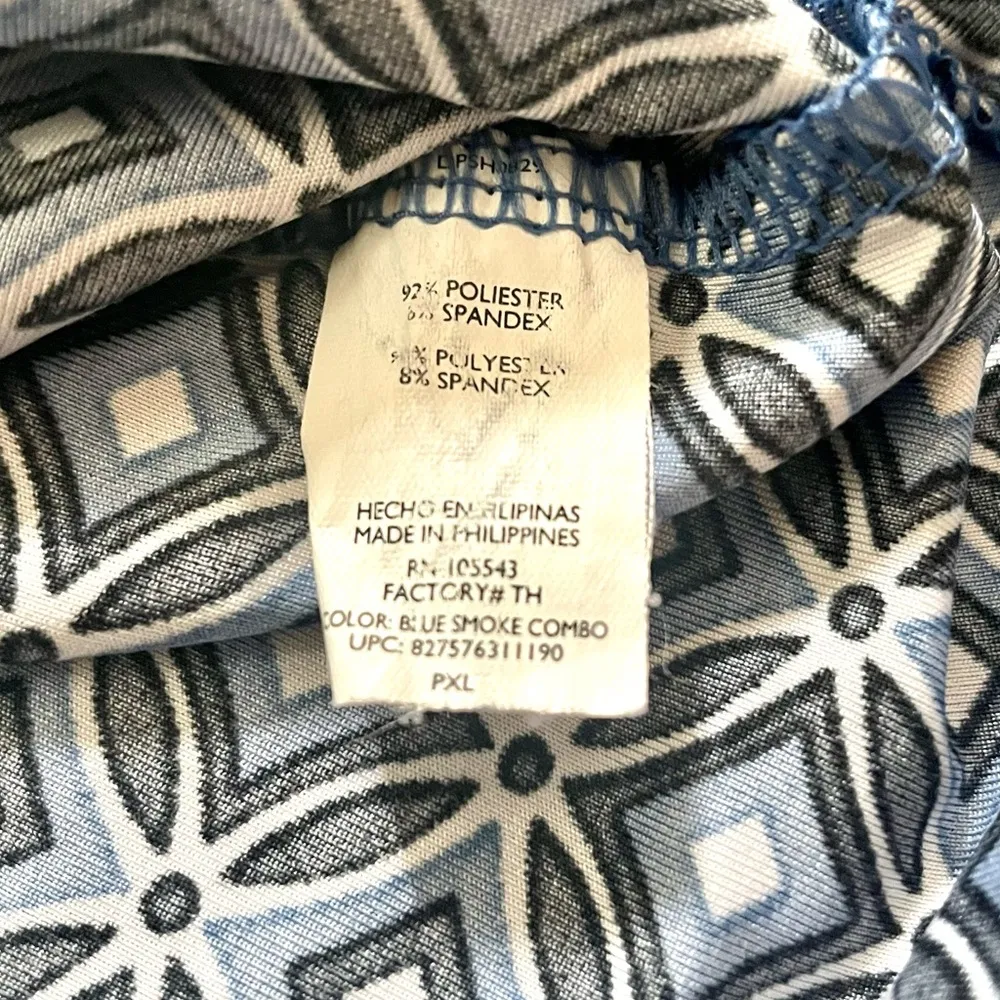 92% POLIESTER
8% SPANDEX
% POLYESTER
8% SPANDEX
HECHO EN FILIPINAS
MADE IN PHILIPPINES
RN 105543
FACTORY# TH
COLOR: BLUE SMOKE COMBO
UPC: 827576311190
PXL